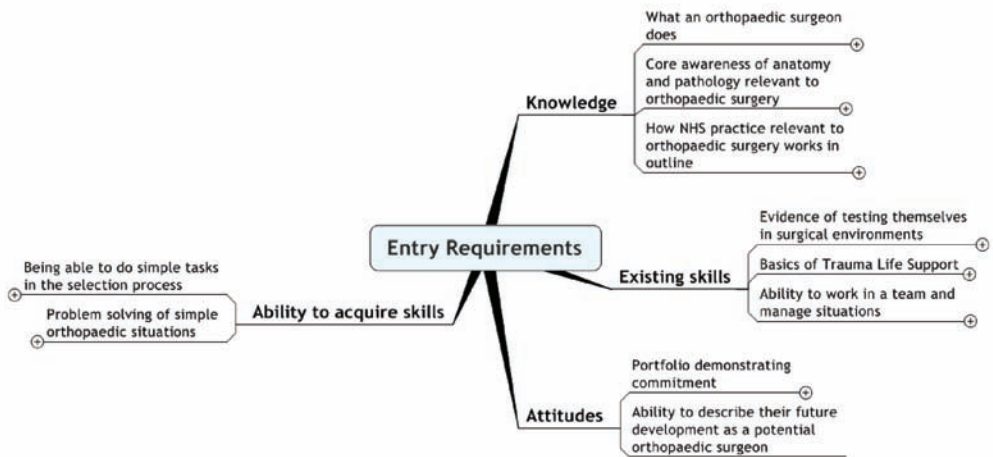 What an orthopaedic surgeon
does
Core awareness of anatomy
and pathology relevant to
orthopaedic surgery
How NHS practice relevant to
orthopaedic surgery works in
outline
Knowledge
Entry Requirements
Evidence of testing themselves
in surgical environments
Basics of Trauma Life Support
Ability to work in a team and
manage situations
Existing skills
Being able to do simple tasks
in the selection process
Problem solving of simple
orthopaedic situations
Ability to acquire skills
Portfolio demonstrating
commitment
Ability to describe their future
development as a potential
orthopaedic surgeon
Attitudes